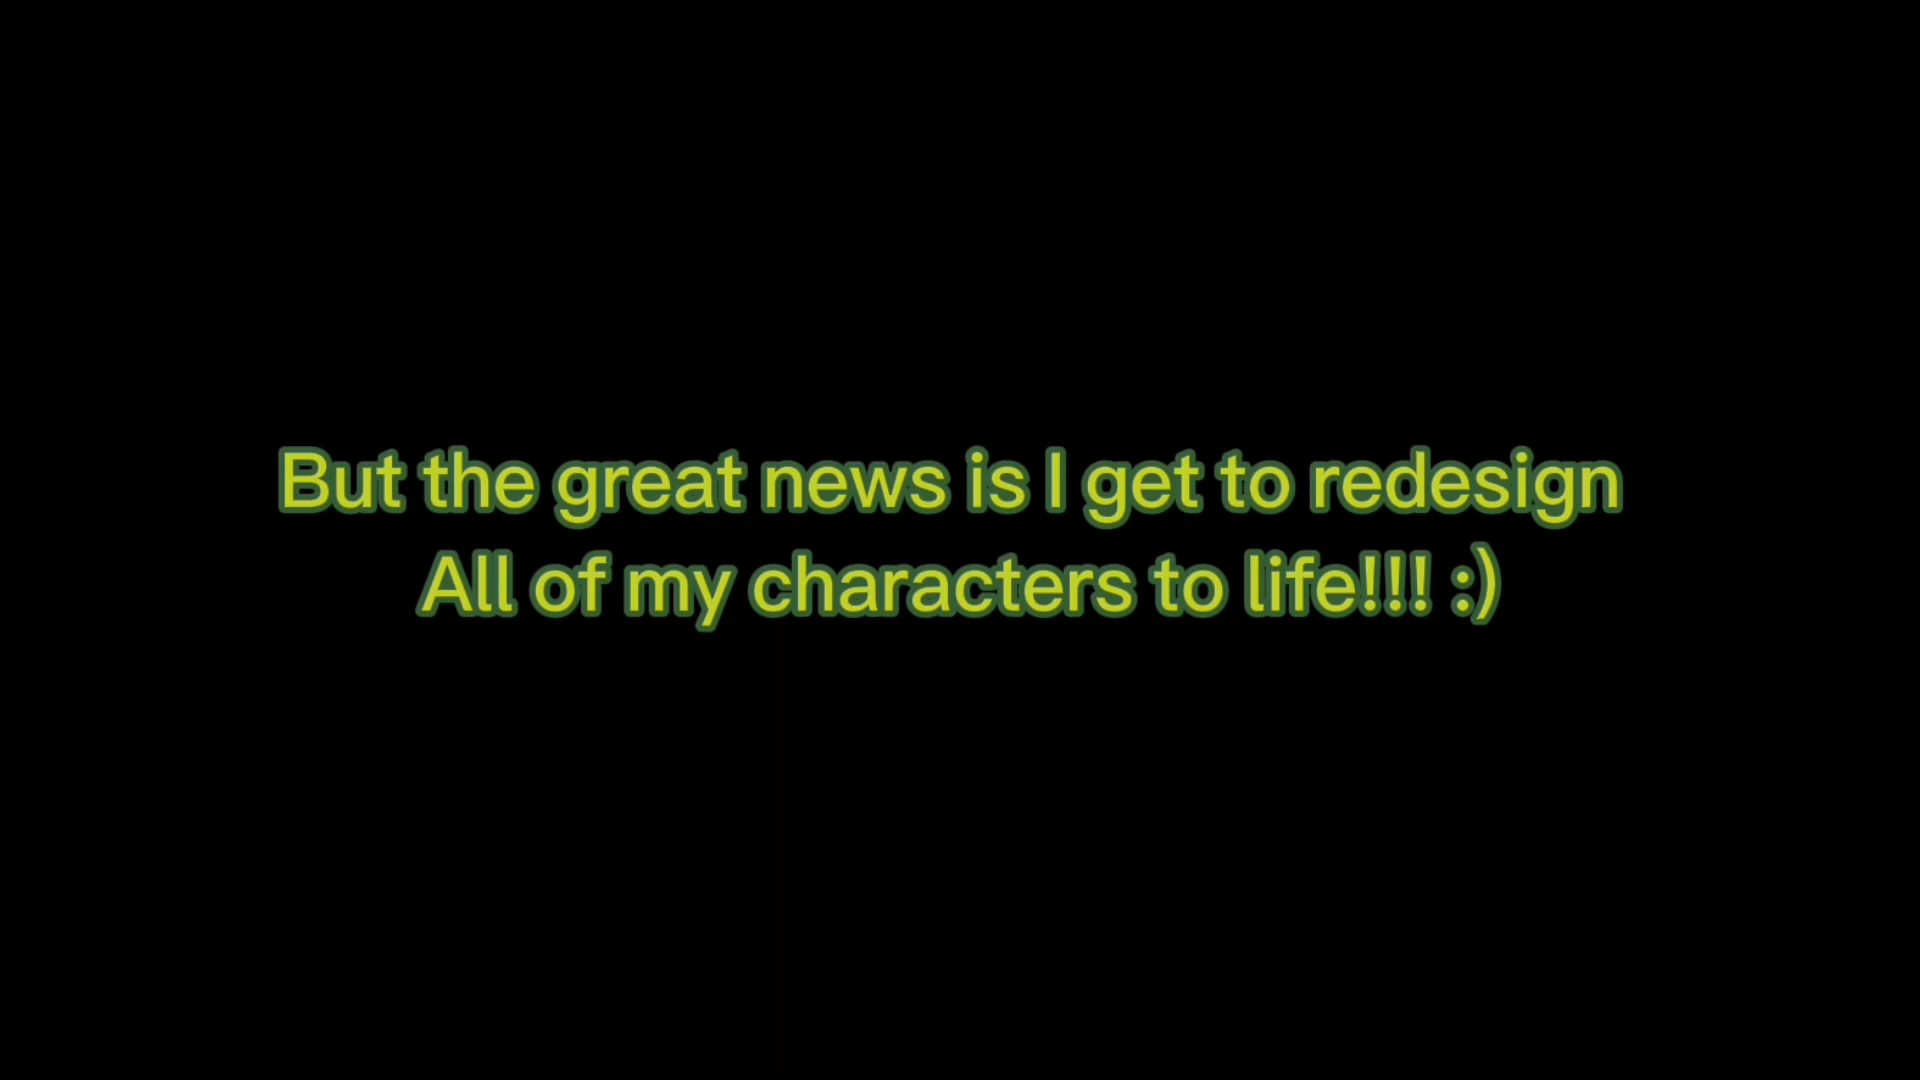 But the great news is I get to redesign
All of my characters to life!!! :)